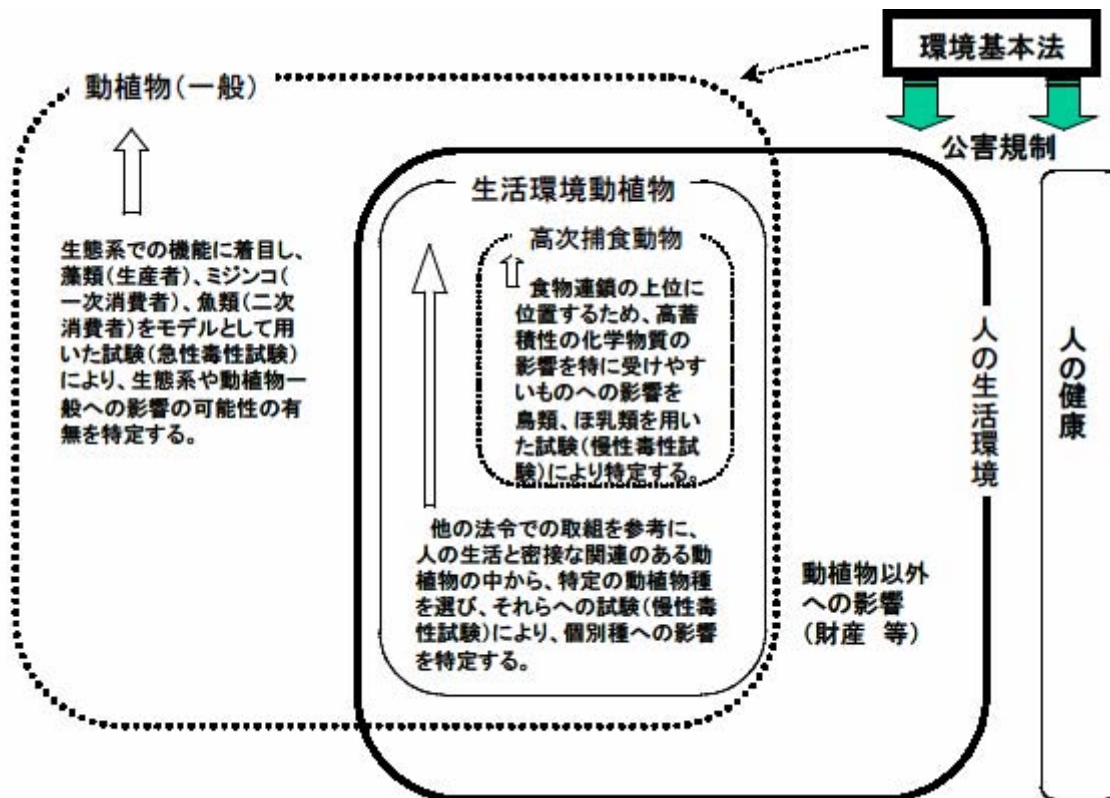 環境基本法
公害規制
動植物(一般)
生態系での機能に着目し、
藻類(生産者)、ミジンコ(
一次消費者)、魚類(二次
消費者)をモデルとして用
いた試験(急性毒性試験)
により、生態系や動植物一
般への影響の可能性の有
無を特定する。
生活環境動植物
高次捕食動物
食物連鎖の上位に
位置するため、高蓄
積性の化学物質の
影響を特に受けやす
いものへの影響を
鳥類、ほ乳類を用い
た試験(慢性毒性試
験)により特定する。
他の法令での取組を参考に、
人の生活と密接な関連のある動
植物の中から、特定の動植物種
を選び、それらへの試験(慢性毒
性試験)により、個別種への影響
を特定する。
動植物以外
への影響
(財産 等)
人の生活環境
人の健康